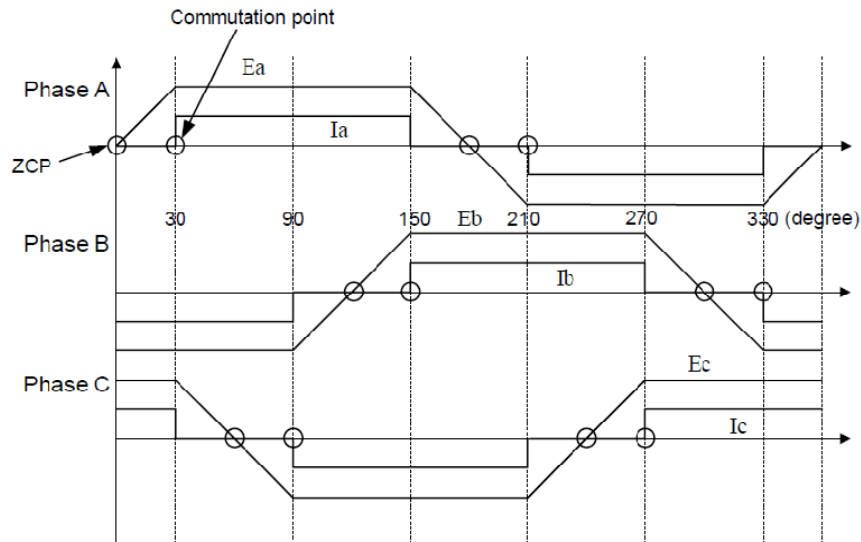 Commutation point
Phase A
Ea
Ia
ZCP
30 90 150 210 270 330 (degree)
Eb
Phase B
Ib
Ec
Phase C
Ic